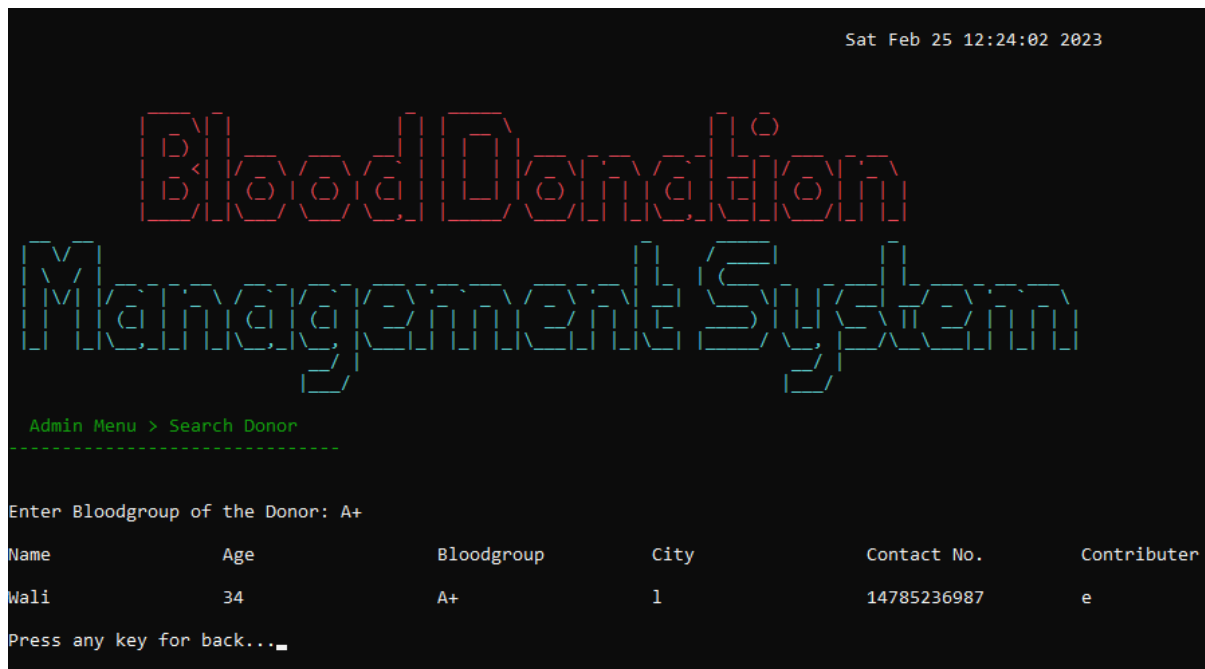 Sat Feb 25 12:24:02 2023
Blood Donation
Management System
Admin Menu > Search Donor
-------------------------------
Enter Bloodgroup of the Donor: A+
Name Age Bloodgroup City Contact No. Contributer
Wali 34 A+ l 14785236987 e
Press any key for back...